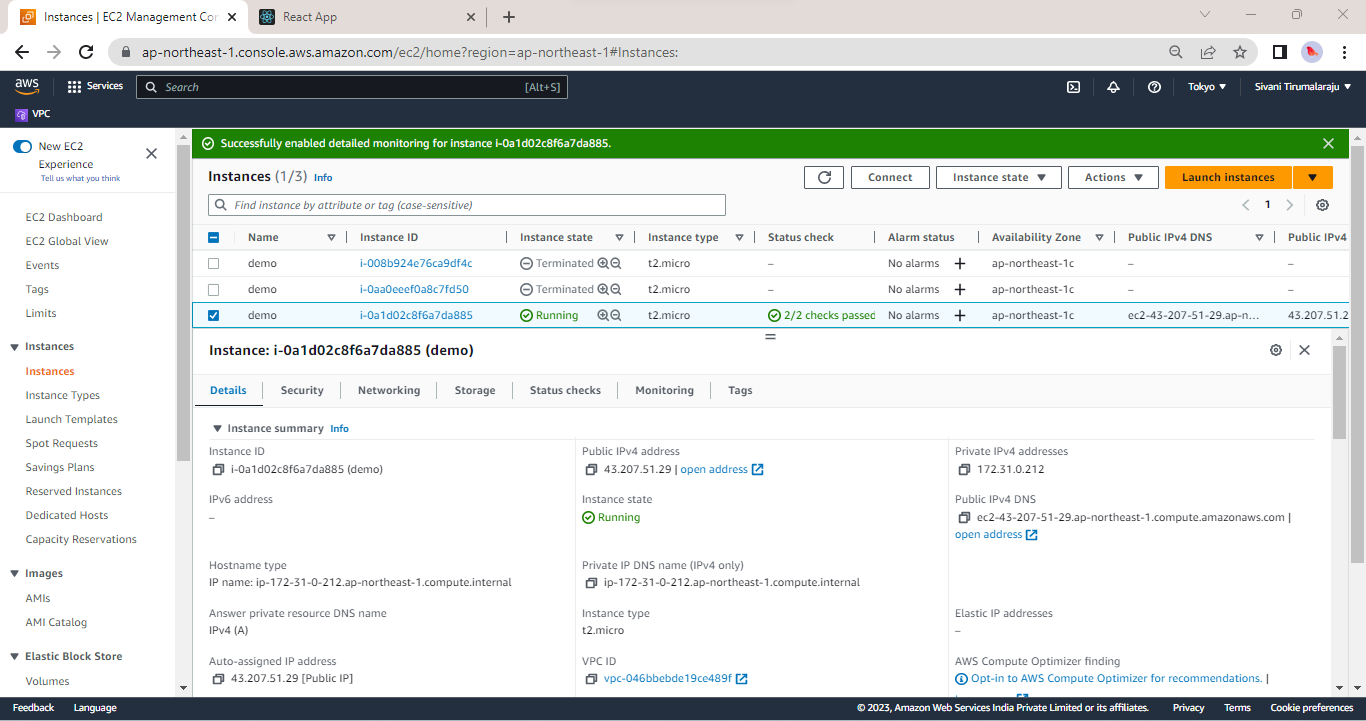 Instances | EC2 Management Con
React App
ap-northeast-1.console.aws.amazon.com/ec2/home?region=ap-northeast-1#Instances:
aws
Services
Search
[Alt+S]
Tokyo
Sivani Tirumalaraju
VPC
New EC2
Experience
Tell us what you think
EC2 Dashboard
EC2 Global View
Events
Tags
Limits
Instances
Instances
Instance Types
Launch Templates
Spot Requests
Savings Plans
Reserved Instances
Dedicated Hosts
Capacity Reservations
Images
AMIs
AMI Catalog
Elastic Block Store
Volumes
Successfully enabled detailed monitoring for instance i-0a1d02c8f6a7da885.
Instances (1/3) Info
Connect
Instance state
Actions
Launch instances
Find instance by attribute or tag (case-sensitive)
1
Name Instance ID Instance state Instance type Status check Alarm status Availability Zone Public IPv4 DNS Public IPv4
demo i-008b924e76ca9df4c Terminated t2.micro – No alarms + ap-northeast-1c – –
demo i-0aa0eeef0a8c7fd50 Terminated t2.micro – No alarms + ap-northeast-1c – –
demo i-0a1d02c8f6a7da885 Running t2.micro 2/2 checks passed No alarms + ap-northeast-1c ec2-43-207-51-29.ap-n... 43.207.51.2
Instance: i-0a1d02c8f6a7da885 (demo)
Details Security Networking Storage Status checks Monitoring Tags
Instance summary Info
Instance ID
i-0a1d02c8f6a7da885 (demo)
Public IPv4 address
43.207.51.29 | open address
Private IPv4 addresses
172.31.0.212
IPv6 address
–
Instance state
Running
Public IPv4 DNS
ec2-43-207-51-29.ap-northeast-1.compute.amazonaws.com |
open address
Hostname type
IP name: ip-172-31-0-212.ap-northeast-1.compute.internal
Private IP DNS name (IPv4 only)
ip-172-31-0-212.ap-northeast-1.compute.internal
Answer private resource DNS name
IPv4 (A)
Instance type
t2.micro
Elastic IP addresses
–
Auto-assigned IP address
43.207.51.29 [Public IP]
VPC ID
vpc-046bbebde19ce489f
AWS Compute Optimizer finding
Opt-in to AWS Compute Optimizer for recommendations. |
Feedback
Language
© 2023, Amazon Web Services India Private Limited or its affiliates.
Privacy
Terms
Cookie preferences